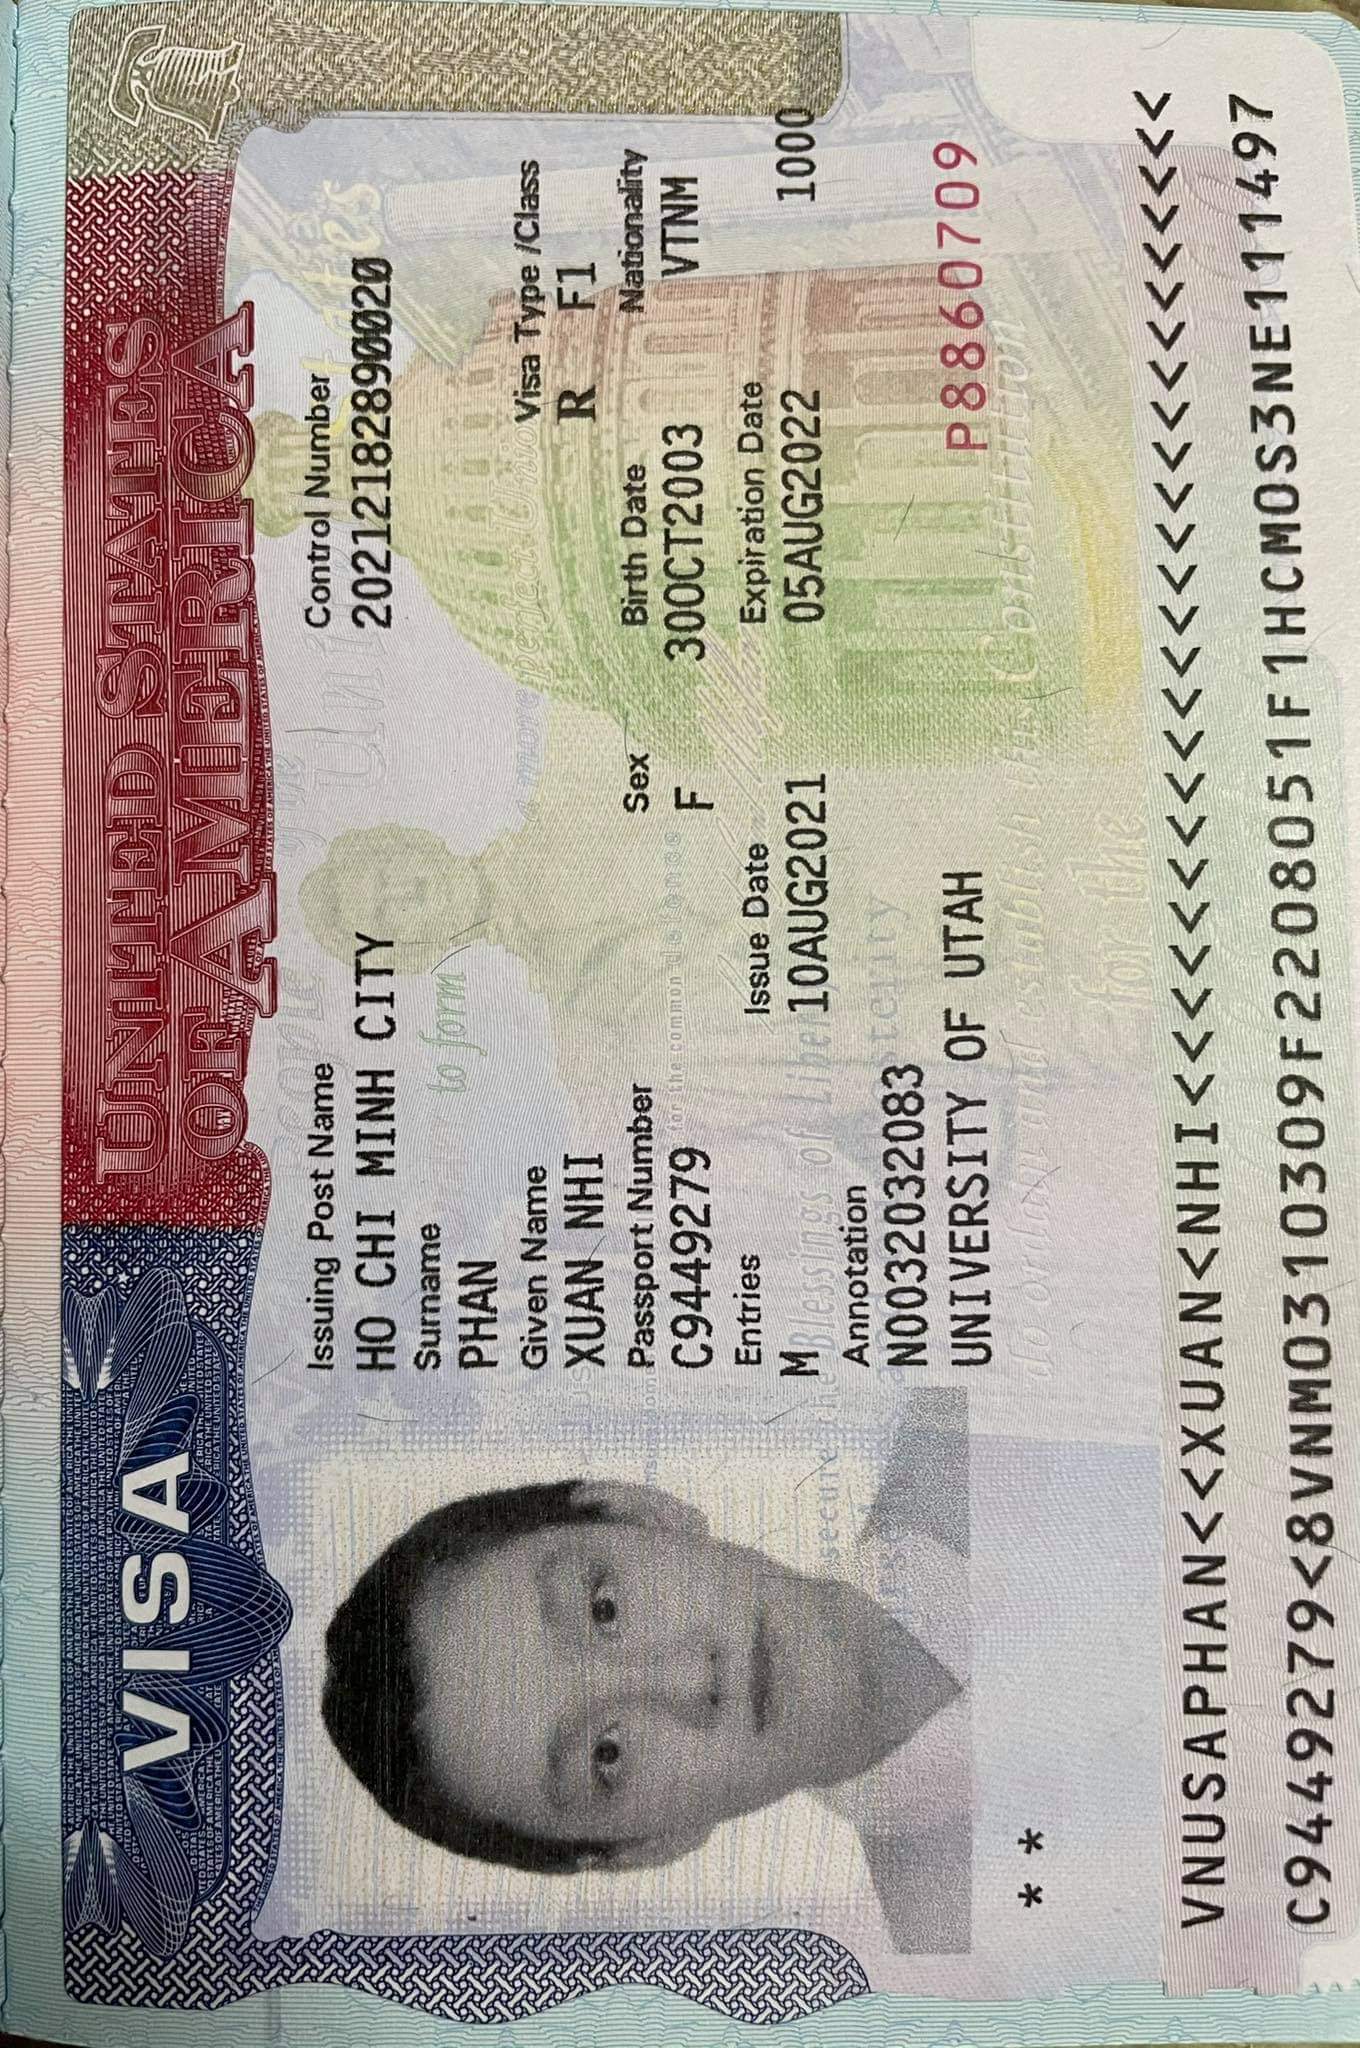 UNITED STATES
OF AMERICA
VISA
Issuing Post Name Control Number
HO CHI MINH CITY 20212182890020
Surname
PHAN
Given Name Visa Type /Class
XUAN NHI R F1
Passport Number Sex Birth Date Nationality
C9449279 F 30OCT2003 VTNM
Entries Issue Date Expiration Date
M 10AUG2021 05AUG2022 1000
Annotation
N0032032083
UNIVERSITY OF UTAH
P8860709
**
VNUSAPHAN<<XUAN<NHI<<<<<<<<<<<<<<<<<<<<<<<<<
C9449279<8VNM0310309F2208051F1HCM0S3NE111497